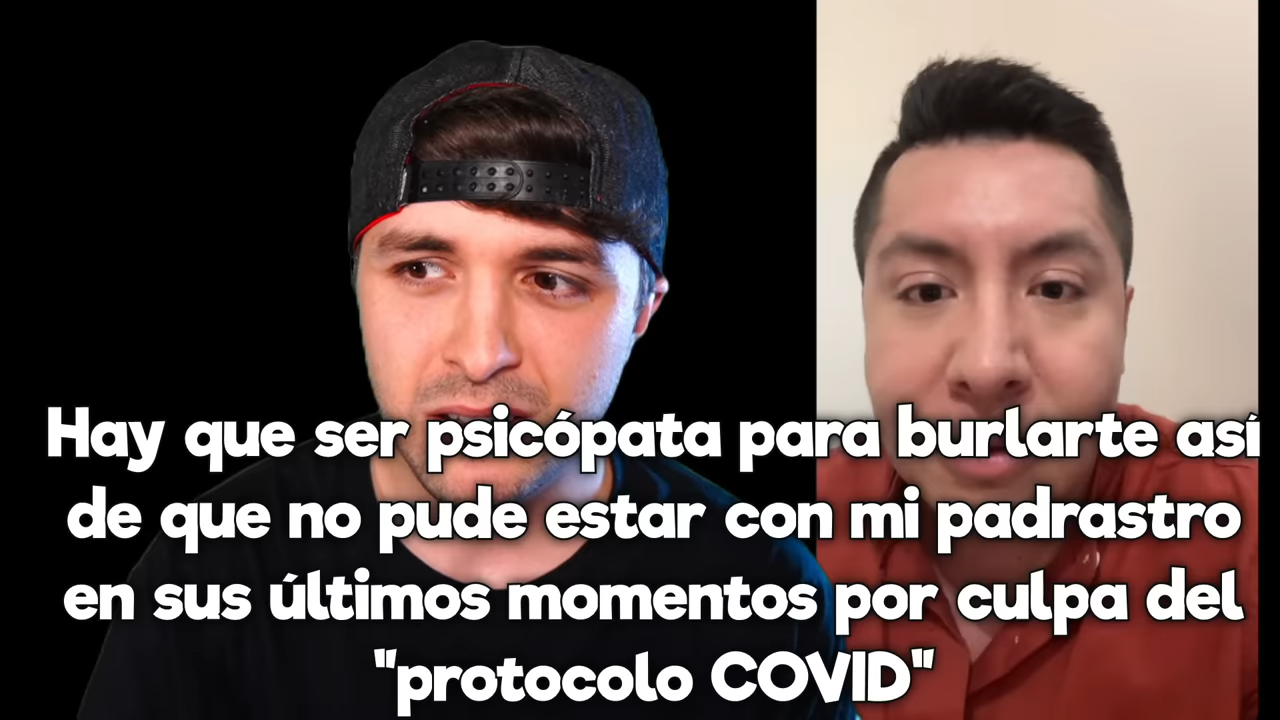 Hay que ser psicópata para burlarte así
de que no pude estar con mi padrastro
en sus últimos momentos por culpa del
"protocolo COVID"